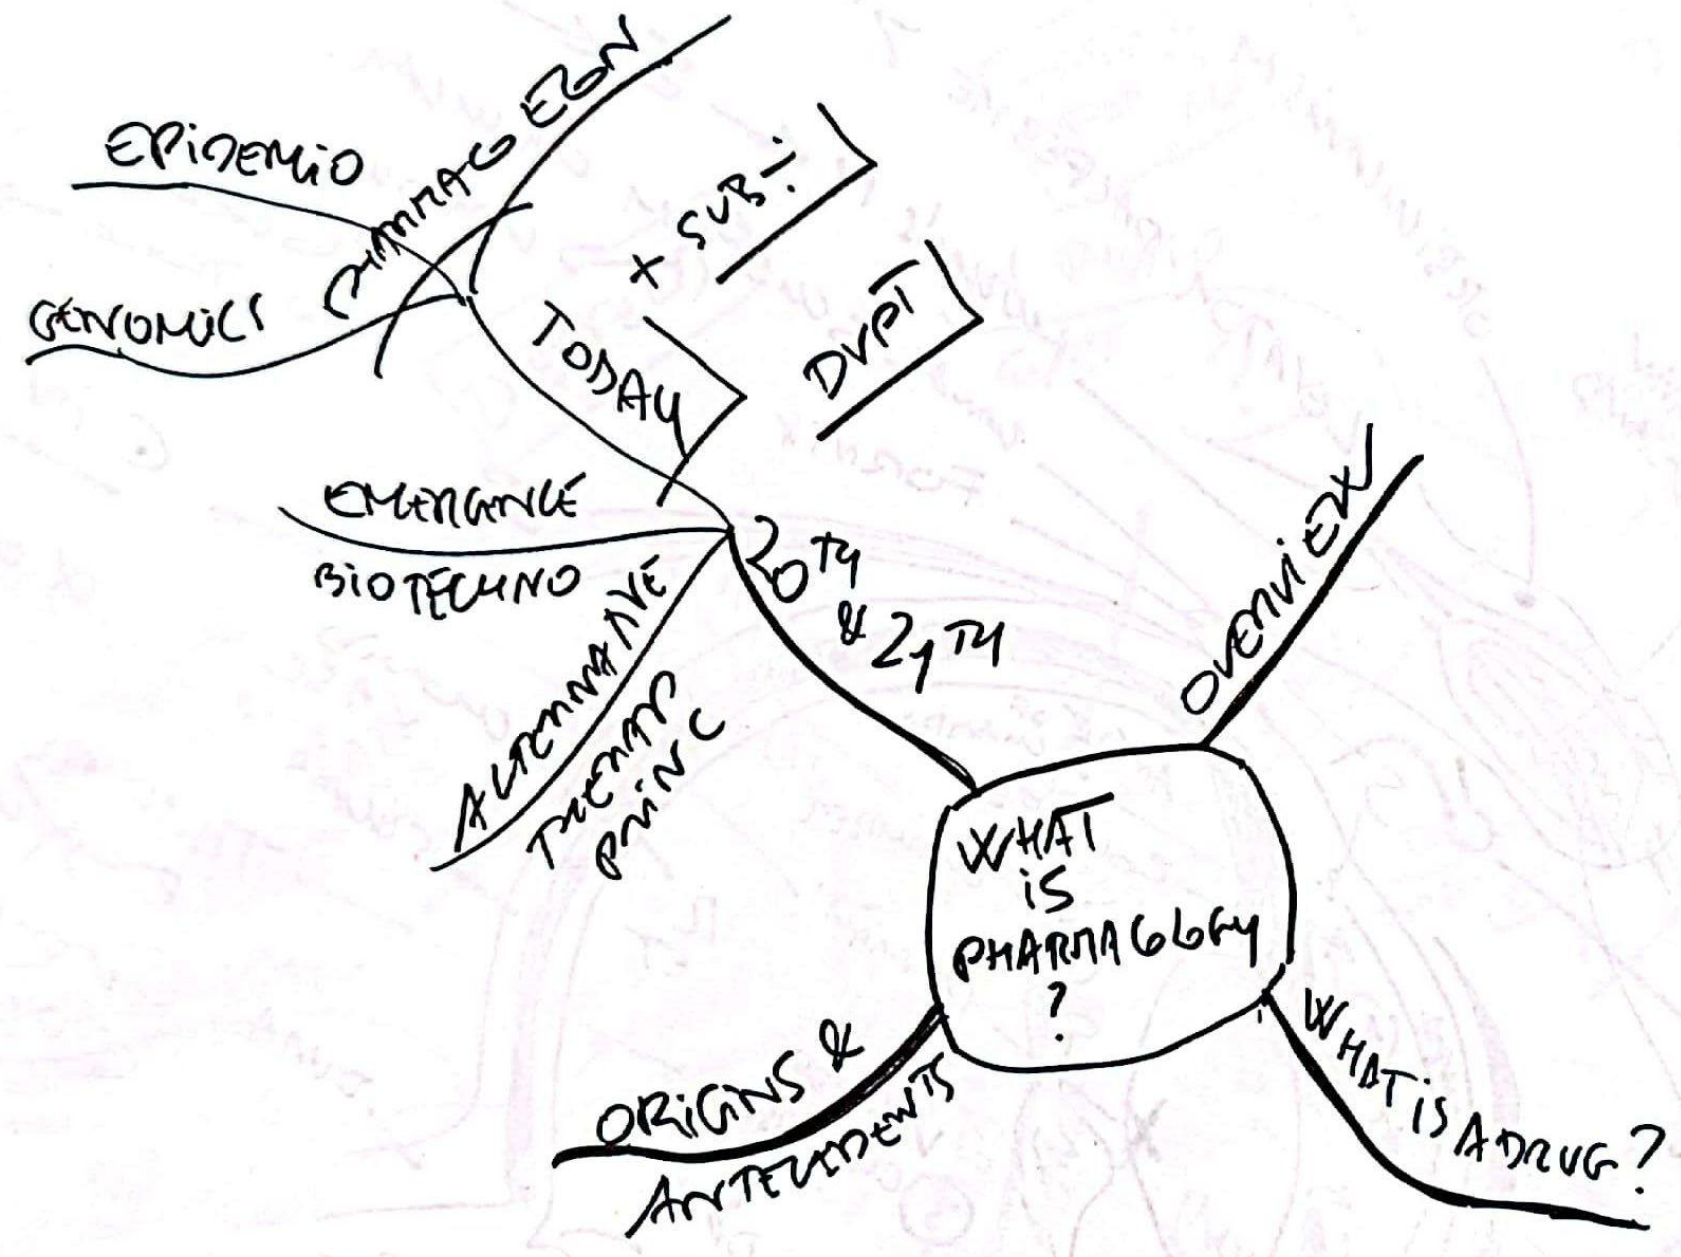 EPIDEMIO
GENOMICS
PHARMACO ECON
TODAY
+ SUB÷
DVPT
EMERGENCE
BIOTECHNO
ALTERNATIVE
THERAP
PRINC
20TH
& 21TH
OVERVIEW
WHAT
IS
PHARMACOLOGY
?
ORIGINS &
ANTECEDENTS
WHAT IS A DRUG?